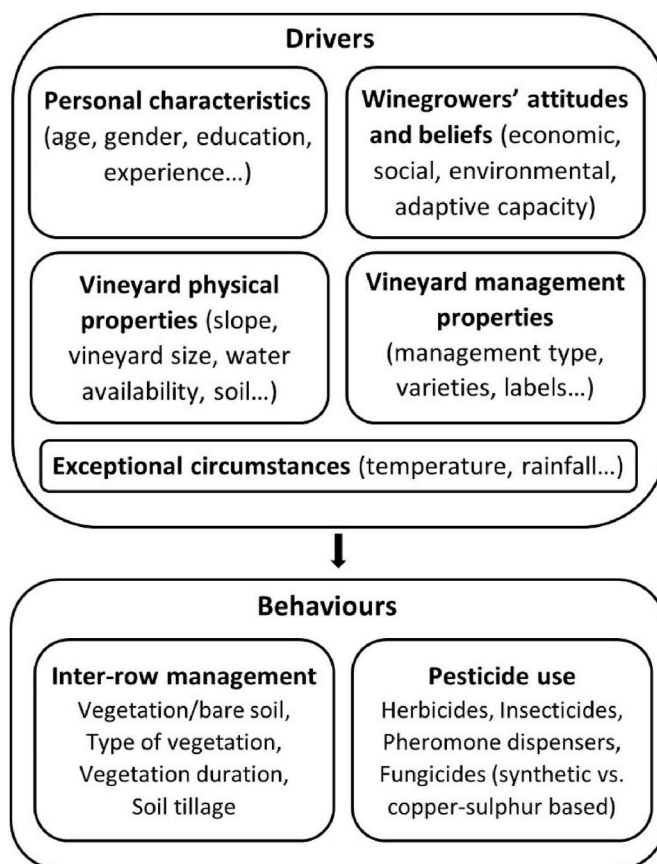 Drivers
Personal characteristics
(age, gender, education,
experience...)
Winegrowers’ attitudes
and beliefs (economic,
social, environmental,
adaptive capacity)
Vineyard physical
properties (slope,
vineyard size, water
availability, soil...)
Vineyard management
properties
(management type,
varieties, labels...)
Exceptional circumstances (temperature, rainfall...)
Behaviours
Inter-row management
Vegetation/bare soil,
Type of vegetation,
Vegetation duration,
Soil tillage
Pesticide use
Herbicides, Insecticides,
Pheromone dispensers,
Fungicides (synthetic vs.
copper-sulphur based)